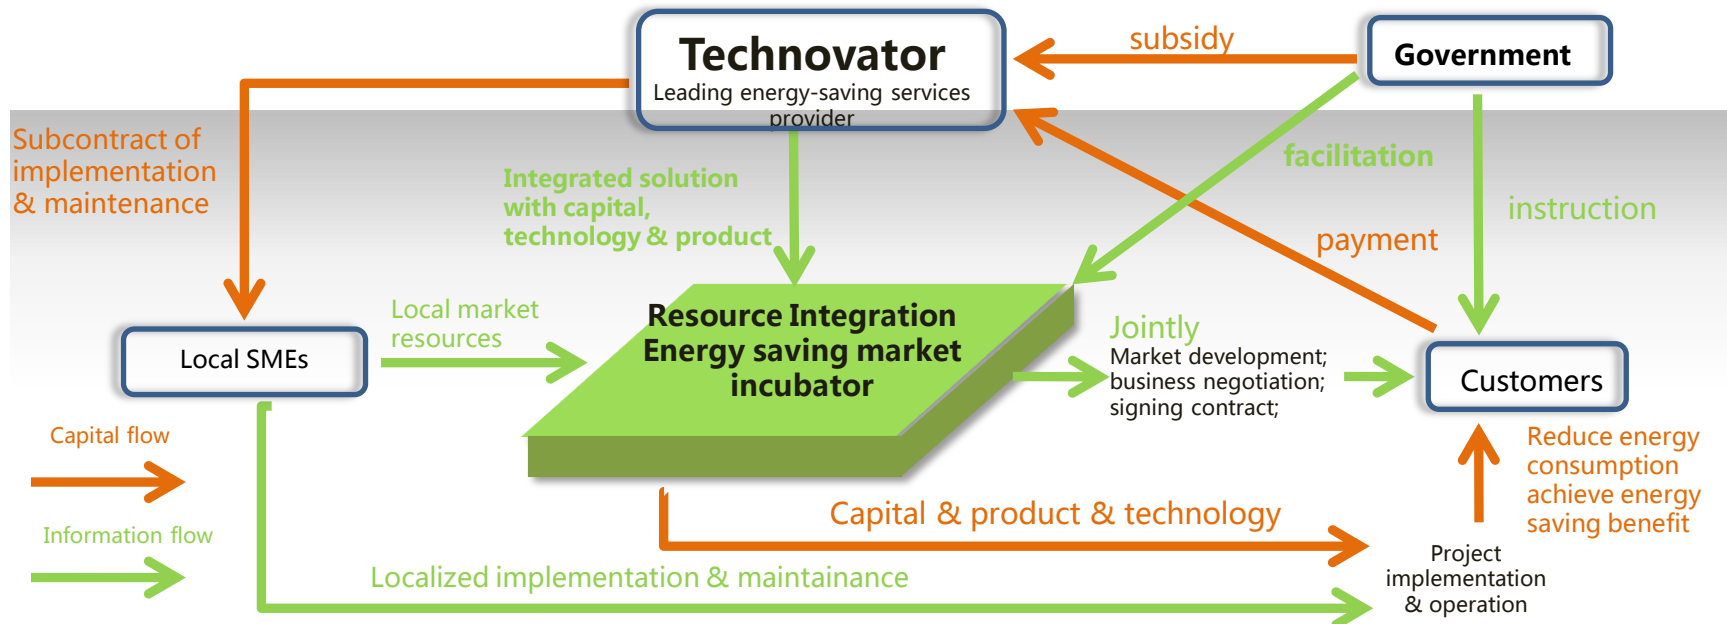 Technovator
Leading energy-saving services
provider
subsidy
Government
Subcontract of
implementation
& maintenance
Integrated solution
with capital,
technology & product
facilitation
instruction
payment
Local market
resources
Local SMEs
Resource Integration
Energy saving market
incubator
Jointly
Market development;
business negotiation;
signing contract;
Customers
Capital flow
Information flow
Reduce energy
consumption
achieve energy
saving benefit
Capital & product & technology
Localized implementation & maintainance
Project
implementation
& operation